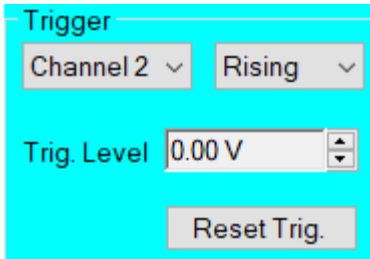 Trigger
Channel 2 Rising
Trig. Level 0.00 V
Reset Trig.